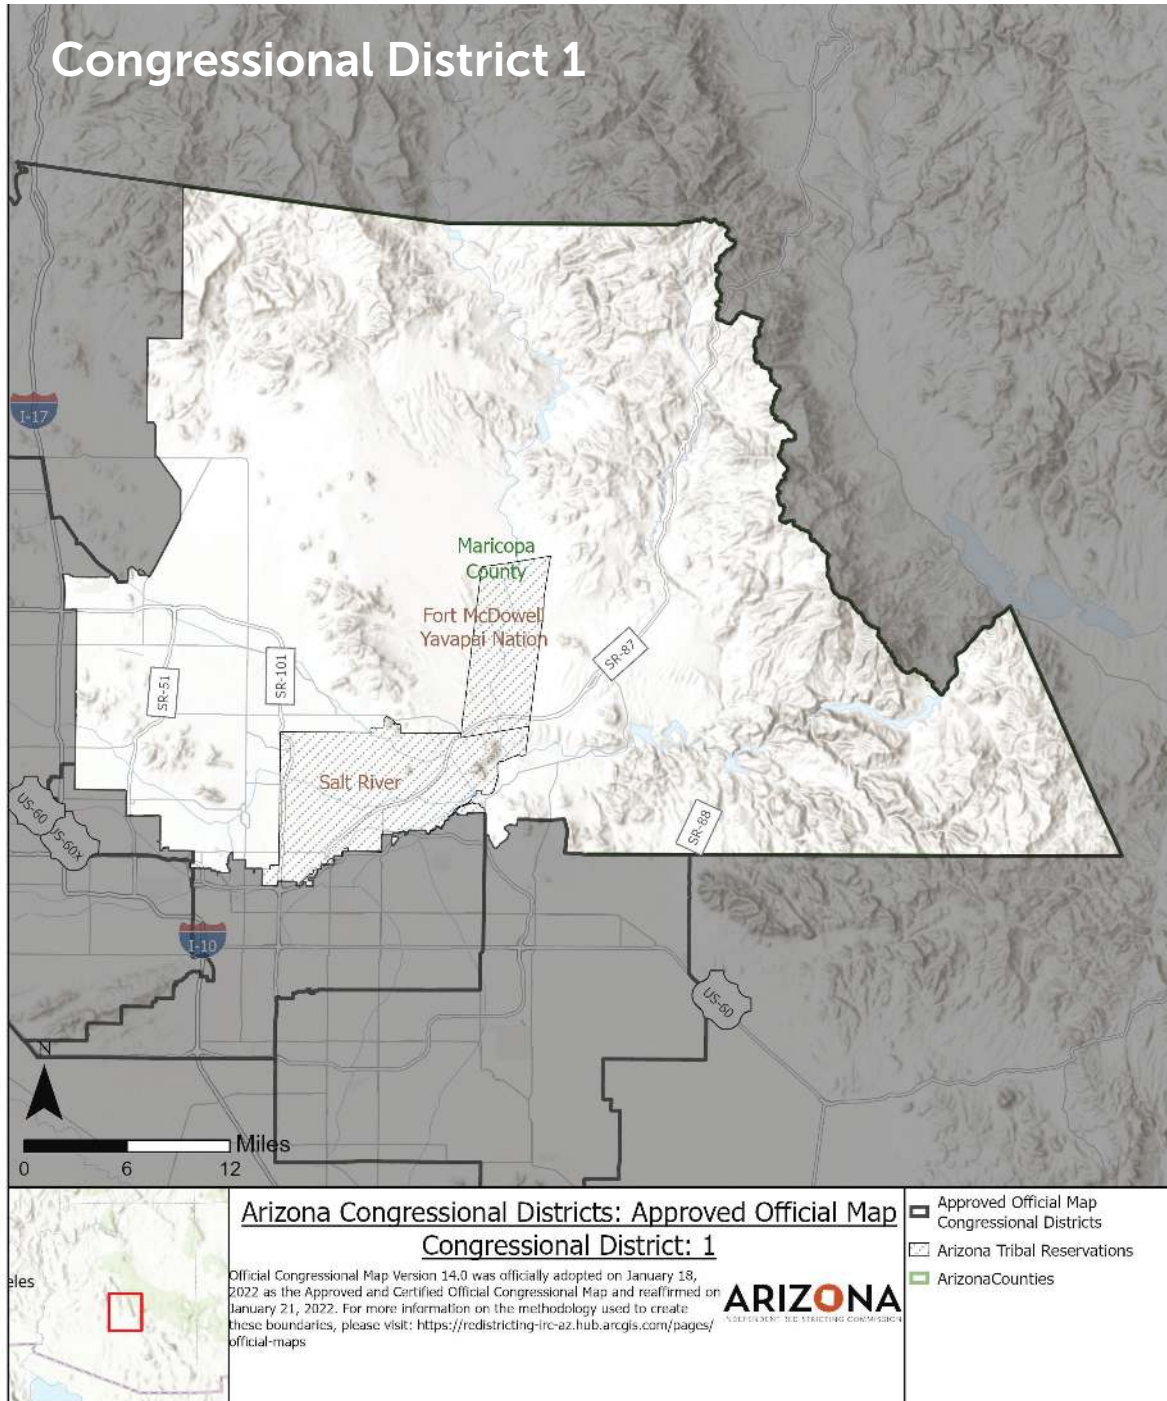 Congressional District 1
I-17
Maricopa
County
Fort McDowell
Yavapai Nation
SR-87
SR-51
SR-101
Salt River
US-60
US-60X
SR-88
I-10
US-60
N
Miles
0 6 12
eles
Arizona Congressional Districts: Approved Official Map
Congressional District: 1
Official Congressional Map Version 14.0 was officially adopted on January 18,
2022 as the Approved and Certified Official Congressional Map and reaffirmed on
January 21, 2022. For more information on the methodology used to create
these boundaries, please visit: https://redistricting-irc-az.hub.arcgis.com/pages/
official-maps
ARIZONA
INDEPENDENT REDISTRICTING COMMISSION
Approved Official Map
Congressional Districts
Arizona Tribal Reservations
ArizonaCounties